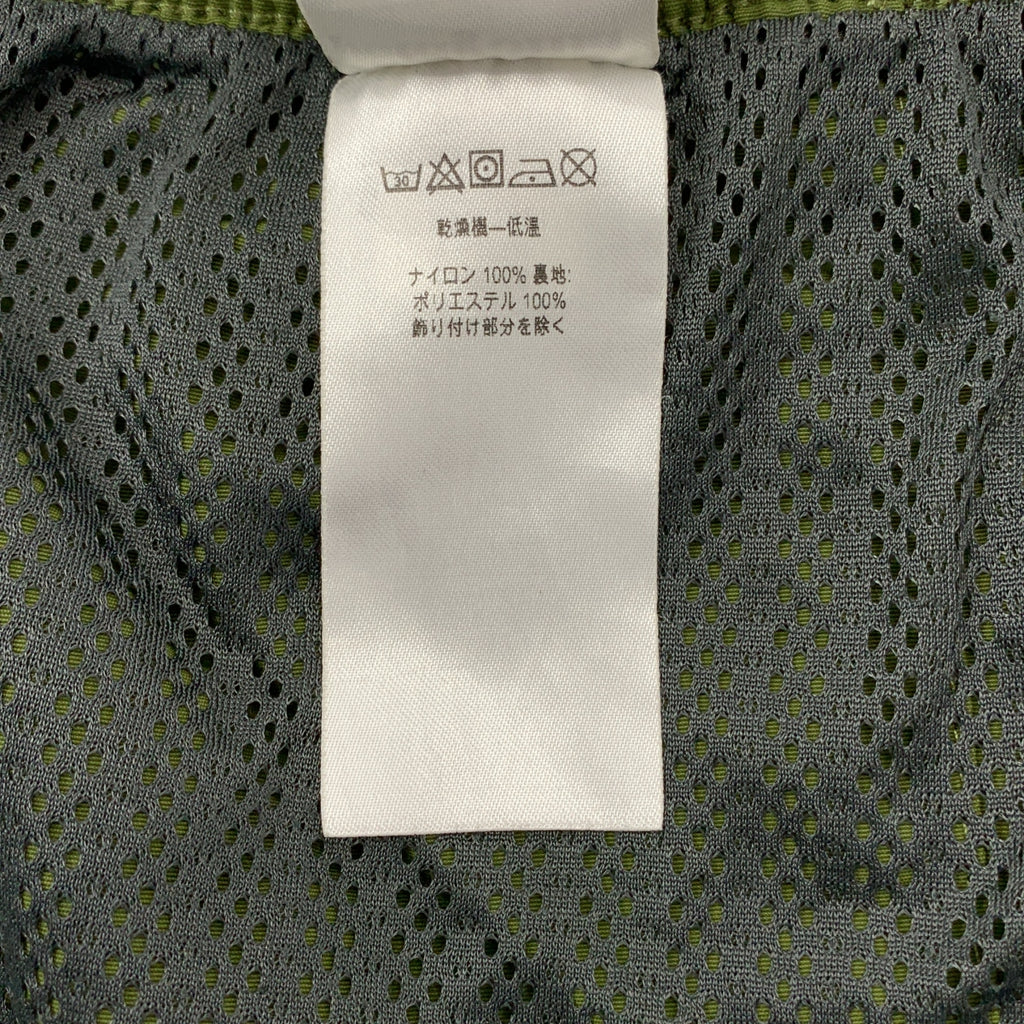 30
乾燥機—低温
ナイロン 100% 裏地:
ポリエステル 100%
飾り付け部分を除く